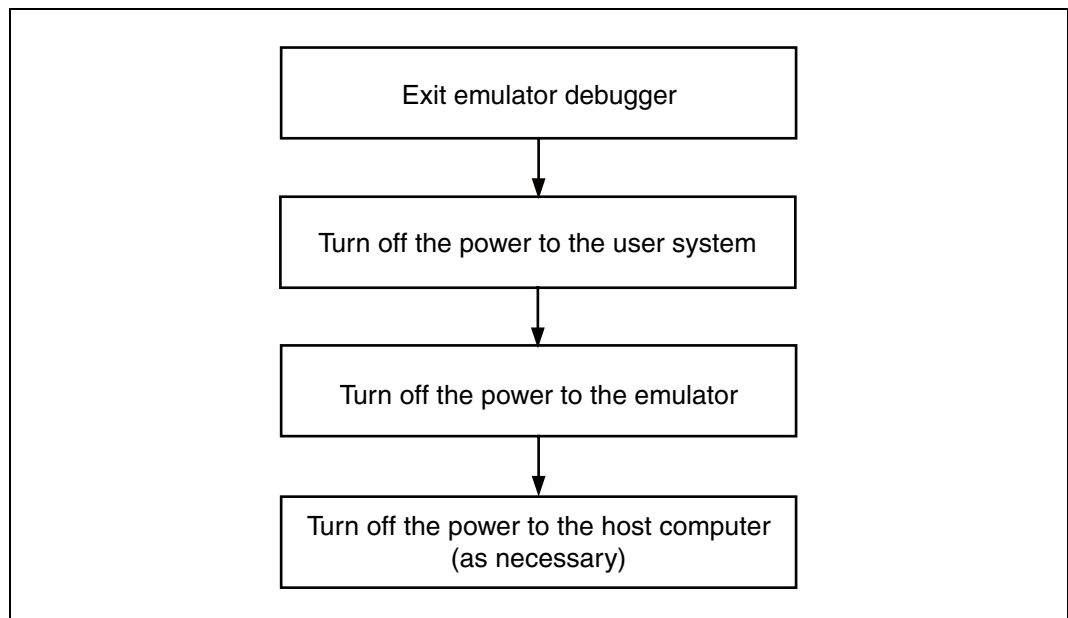 Exit emulator debugger
Turn off the power to the user system
Turn off the power to the emulator
Turn off the power to the host computer
(as necessary)